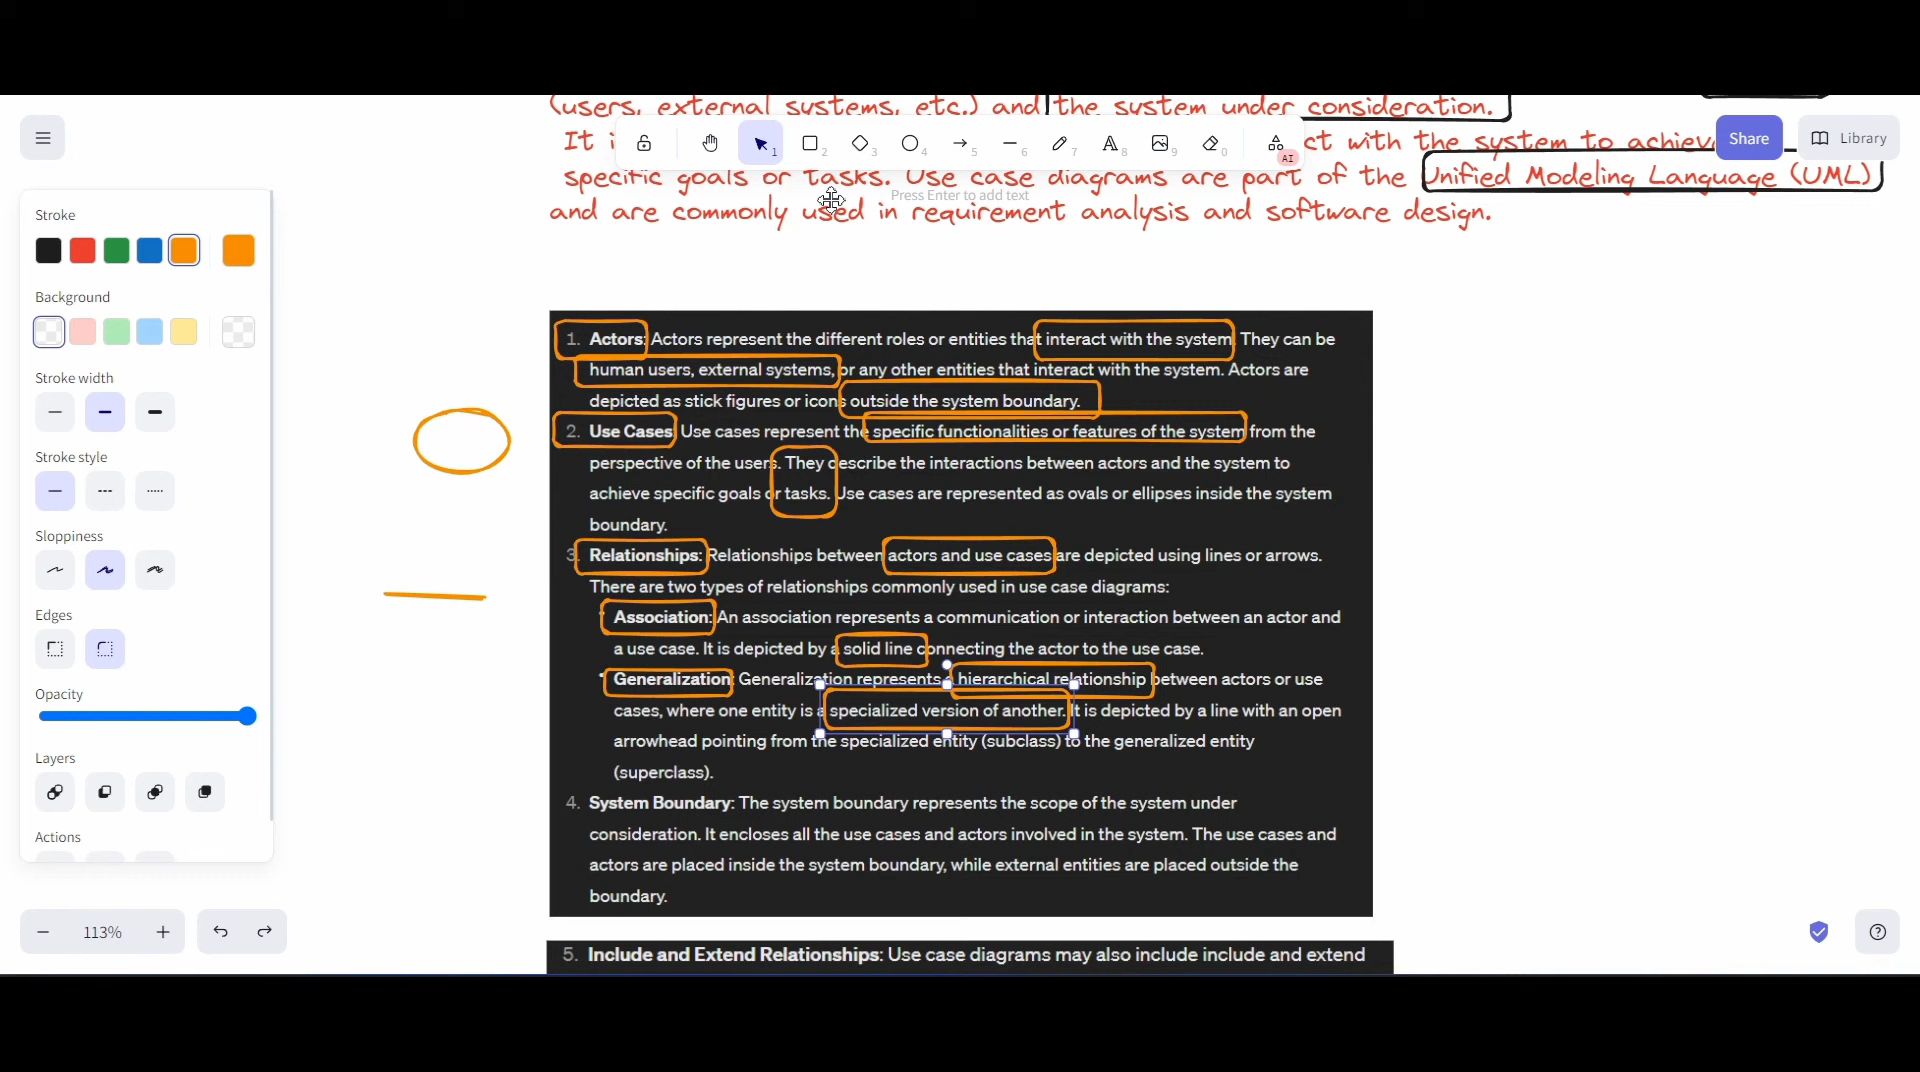 (users, external systems, etc.) and the system under consideration.
It i
ct with the system to achiev
Share
Library
1
2
3
4
5
6
7
8
9
0
AI
specific goals or tasks. Use case diagrams are part of the Unified Modeling Language (UML)
Press Enter to add text
and are commonly used in requirement analysis and software design.
Stroke
Background
Stroke width
Stroke style
Sloppiness
Edges
Opacity
Layers
Actions
113%
1. Actors: Actors represent the different roles or entities that interact with the system. They can be
human users, external systems, or any other entities that interact with the system. Actors are
depicted as stick figures or icons outside the system boundary.
2. Use Cases: Use cases represent the specific functionalities or features of the system from the
perspective of the users. They describe the interactions between actors and the system to
achieve specific goals or tasks. Use cases are represented as ovals or ellipses inside the system
boundary.
3. Relationships: Relationships between actors and use cases are depicted using lines or arrows.
There are two types of relationships commonly used in use case diagrams:
• Association: An association represents a communication or interaction between an actor and
a use case. It is depicted by a solid line connecting the actor to the use case.
• Generalization: Generalization represents a hierarchical relationship between actors or use
cases, where one entity is a specialized version of another. It is depicted by a line with an open
arrowhead pointing from the specialized entity (subclass) to the generalized entity
(superclass).
4. System Boundary: The system boundary represents the scope of the system under
consideration. It encloses all the use cases and actors involved in the system. The use cases and
actors are placed inside the system boundary, while external entities are placed outside the
boundary.
5. Include and Extend Relationships: Use case diagrams may also include include and extend